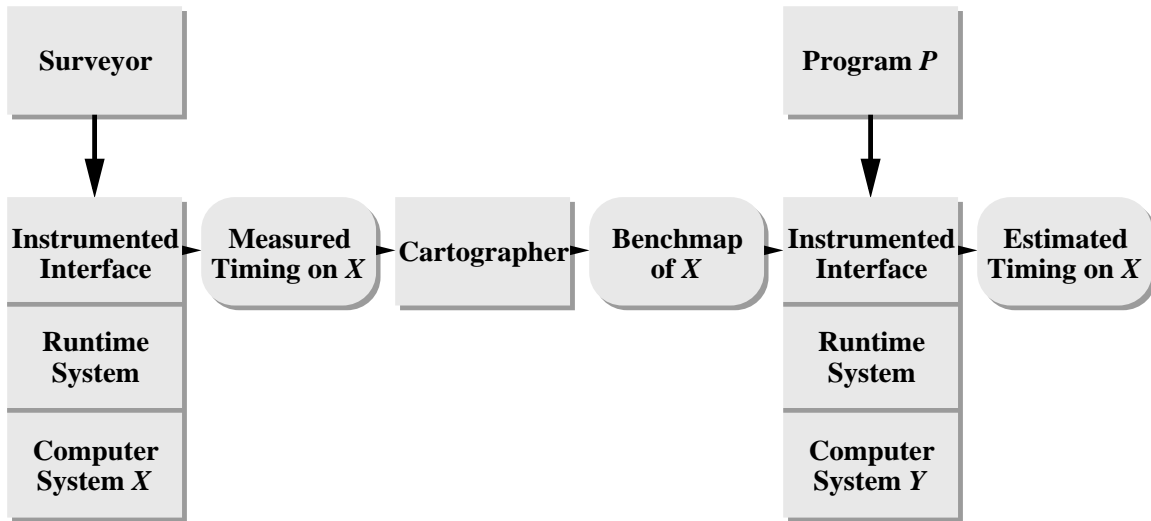 Surveyor
Program P
Instrumented
Interface
Measured
Timing on X
Cartographer
Benchmap
of X
Instrumented
Interface
Estimated
Timing on X
Runtime
System
Runtime
System
Computer
System X
Computer
System Y